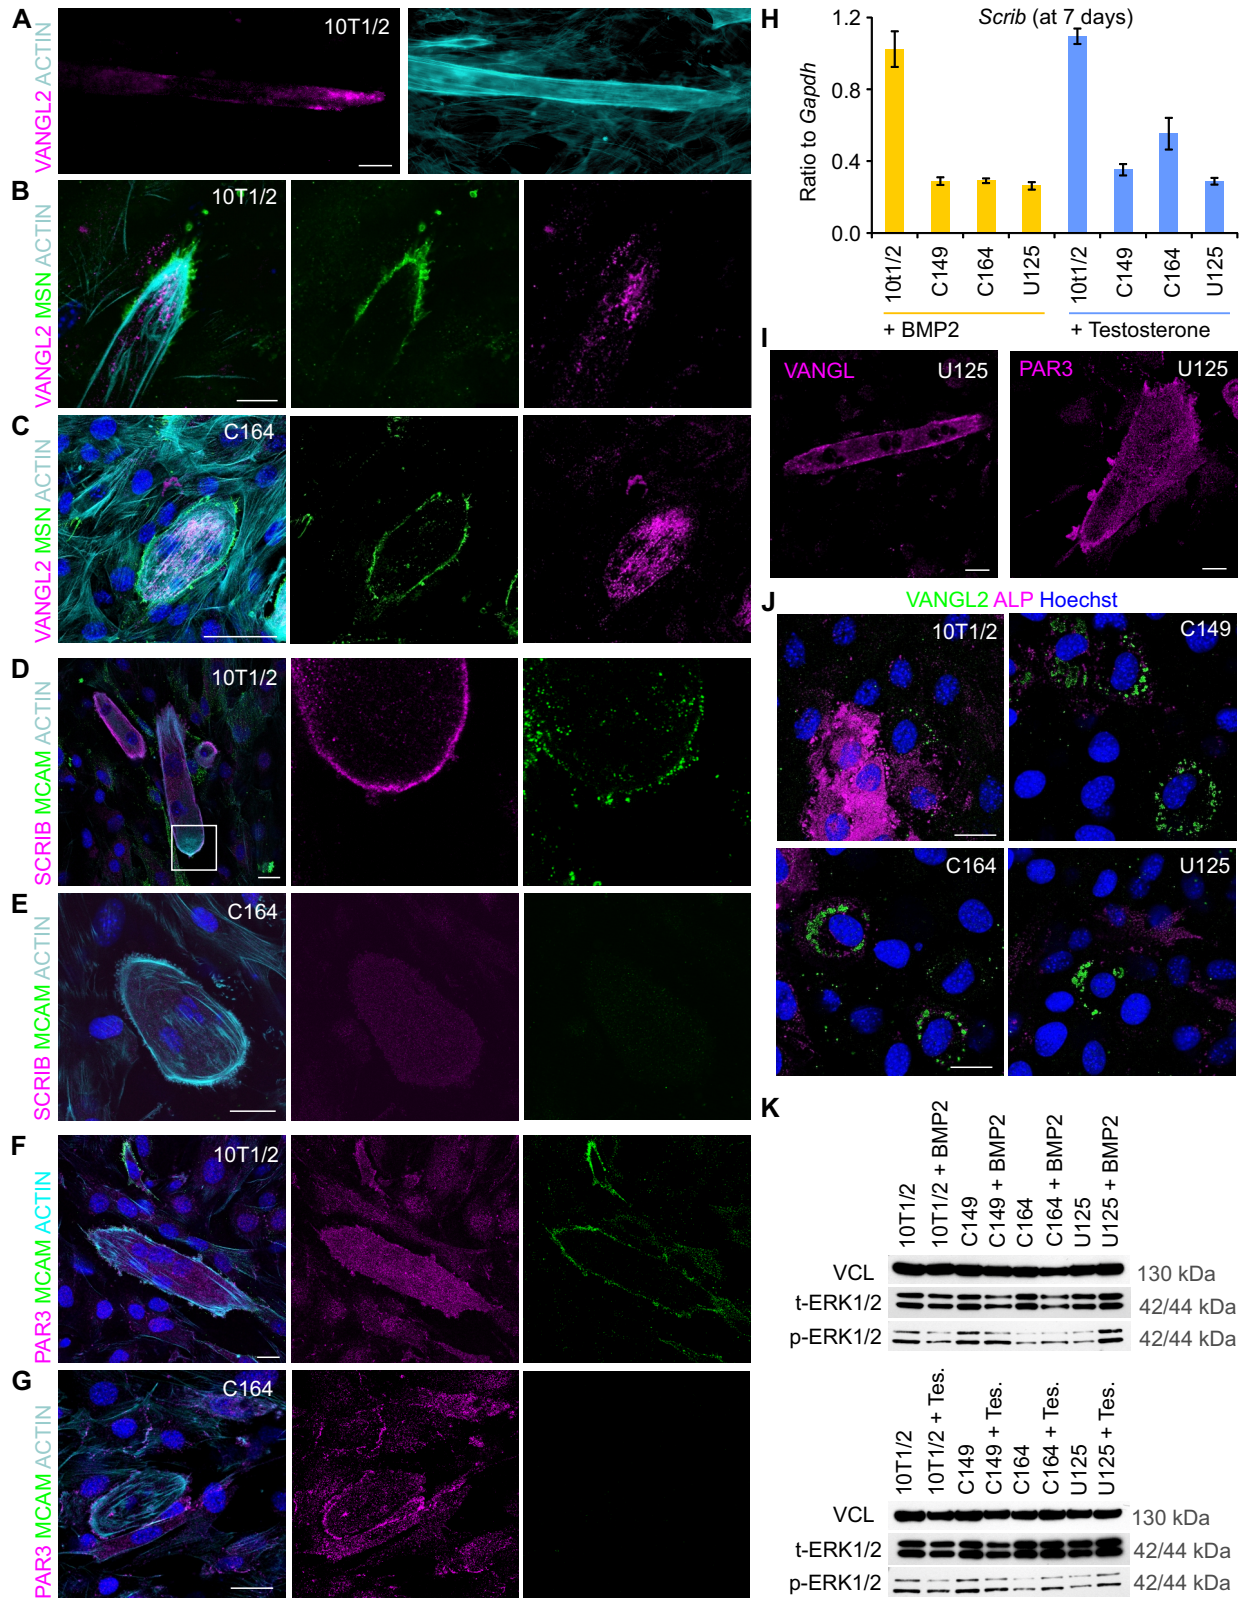 A
VANGL2 ACTIN
10T1/2
B
VANGL2 MSN ACTIN
10T1/2
C
VANGL2 MSN ACTIN
C164
D
SCRIB MCAM ACTIN
10T1/2
E
SCRIB MCAM ACTIN
C164
F
PAR3 MCAM ACTIN
10T1/2
G
PAR3 MCAM ACTIN
C164
H
Scrib (at 7 days)
Ratio to Gapdh
1.2
0.8
0.4
0.0
10t1/2
C149
C164
U125
10t1/2
C149
C164
U125
+ BMP2
+ Testosterone
I
VANGL U125
PAR3 U125
J
VANGL2 ALP Hoechst
10T1/2
C149
C164
U125
K
10T1/2
10T1/2 + BMP2
C149
C149 + BMP2
C164
C164 + BMP2
U125
U125 + BMP2
VCL 130 kDa
t-ERK1/2 42/44 kDa
p-ERK1/2 42/44 kDa
10T1/2
10T1/2 + Tes.
C149
C149 + Tes.
C164
C164 + Tes.
U125
U125 + Tes.
VCL 130 kDa
t-ERK1/2 42/44 kDa
p-ERK1/2 42/44 kDa